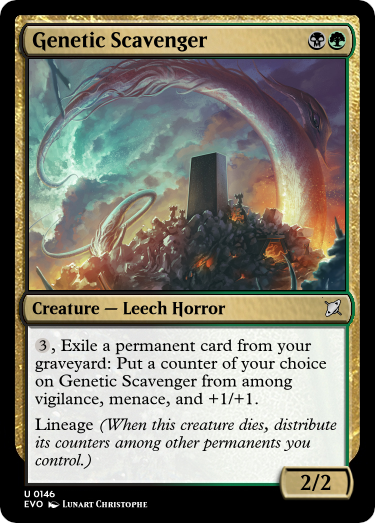 Genetic Scavenger
Creature — Leech Horror
3, Exile a permanent card from your
graveyard: Put a counter of your choice
on Genetic Scavenger from among
vigilance, menace, and +1/+1.
Lineage (When this creature dies, distribute
its counters among other permanents you
control.)
2/2
U 0146
EVO LUNART CHRISTOPHE